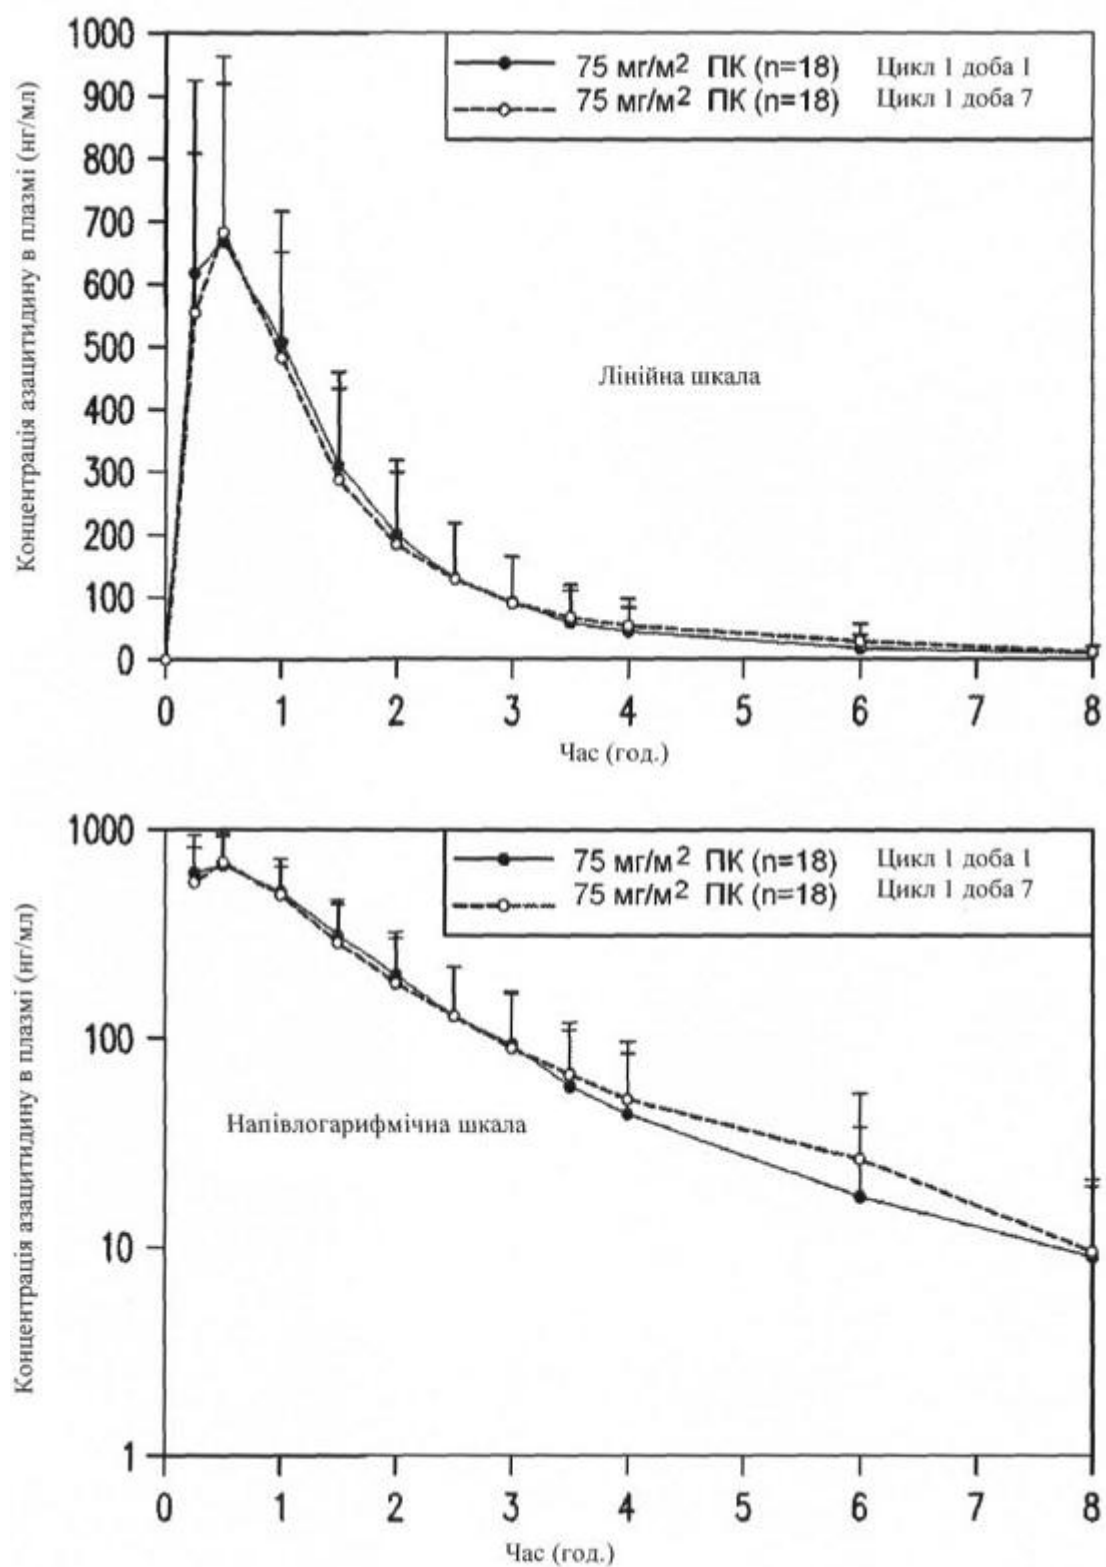 Концентрація азацитидину в плазмі (нг/мл)
1000
900
800
700
600
500
400
300
200
100
0
75 мг/м² ПК (n=18) Цикл 1 доба 1
75 мг/м² ПК (n=18) Цикл 1 доба 7
Лінійна шкала
0 1 2 3 4 5 6 7 8
Час (год.)
Концентрація азацитидину в плазмі (нг/мл)
1000
100
10
1
75 мг/м² ПК (n=18) Цикл 1 доба 1
75 мг/м² ПК (n=18) Цикл 1 доба 7
Напівлогарифмічна шкала
0 1 2 3 4 5 6 7 8
Час (год.)